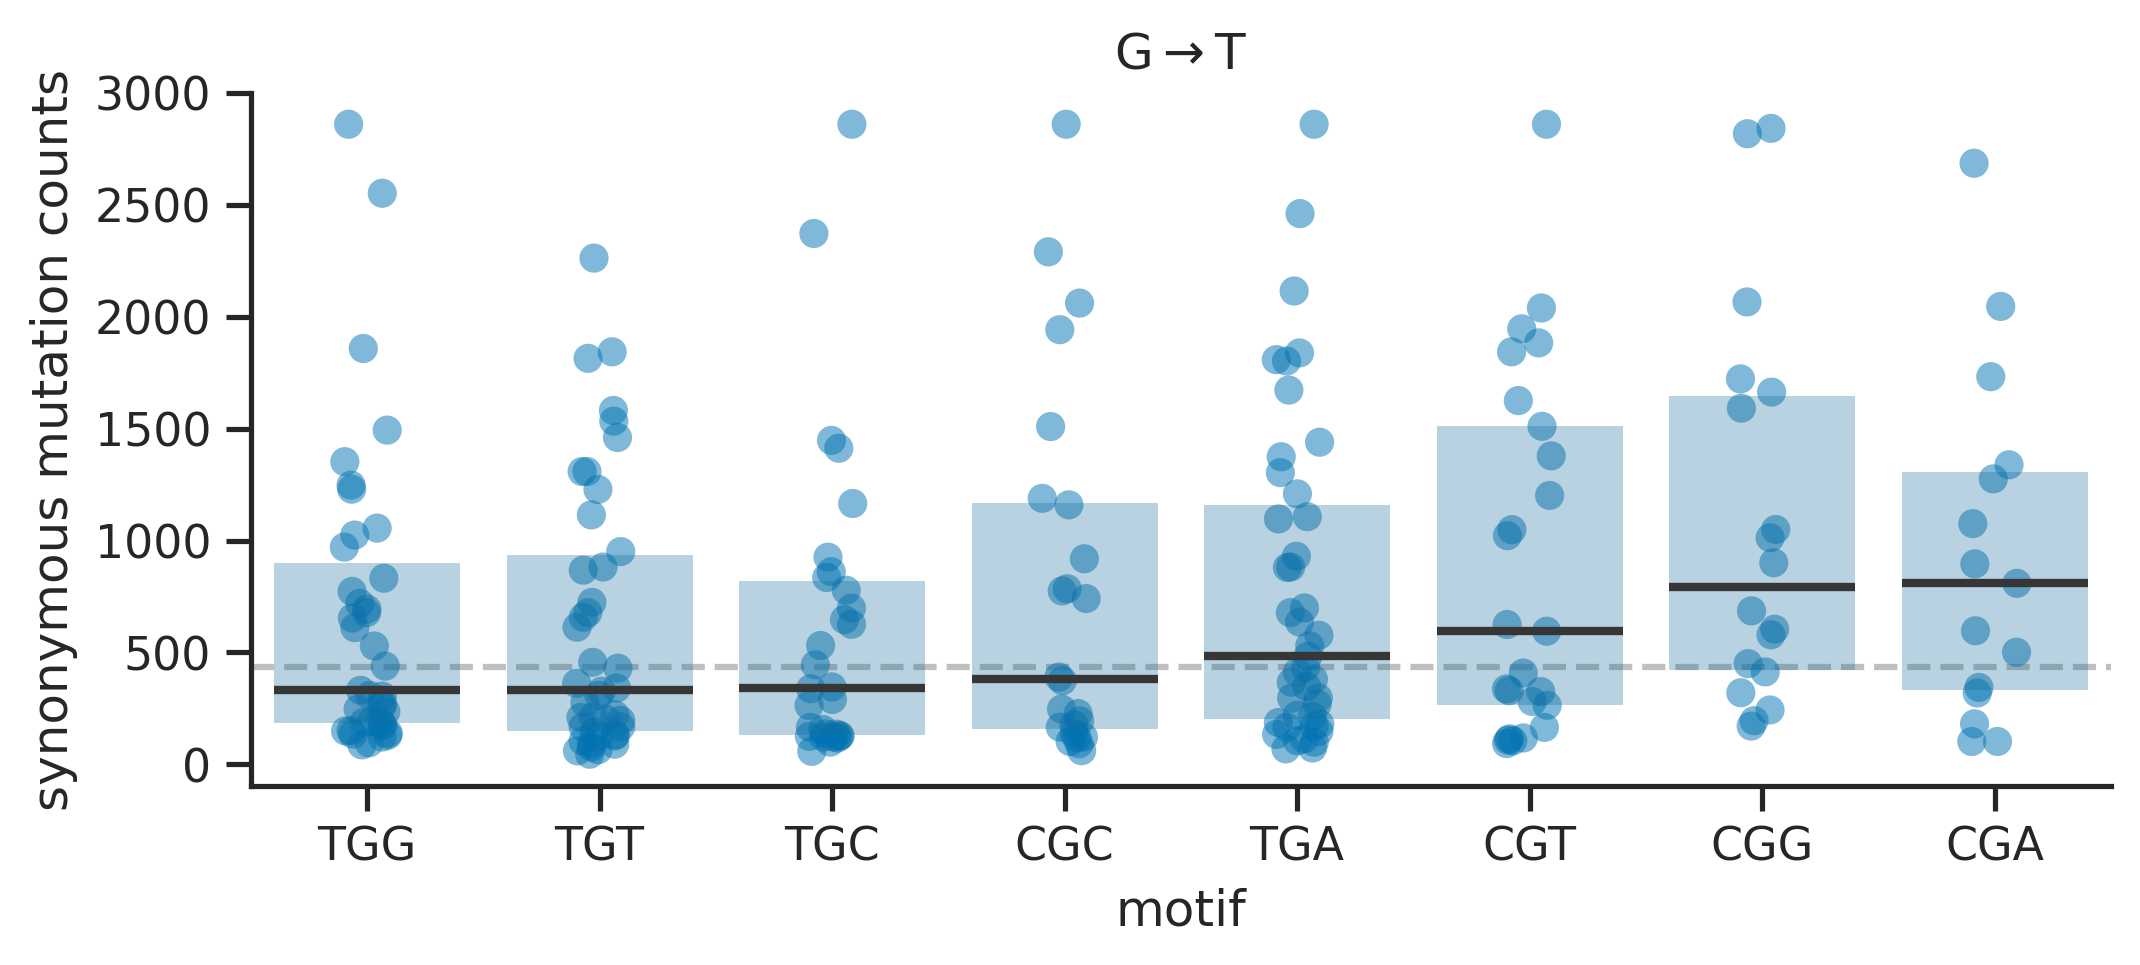 G→T
synonymous mutation counts
3000
2500
2000
1500
1000
500
0
TGG TGT TGC CGC TGA CGT CGG CGA
motif